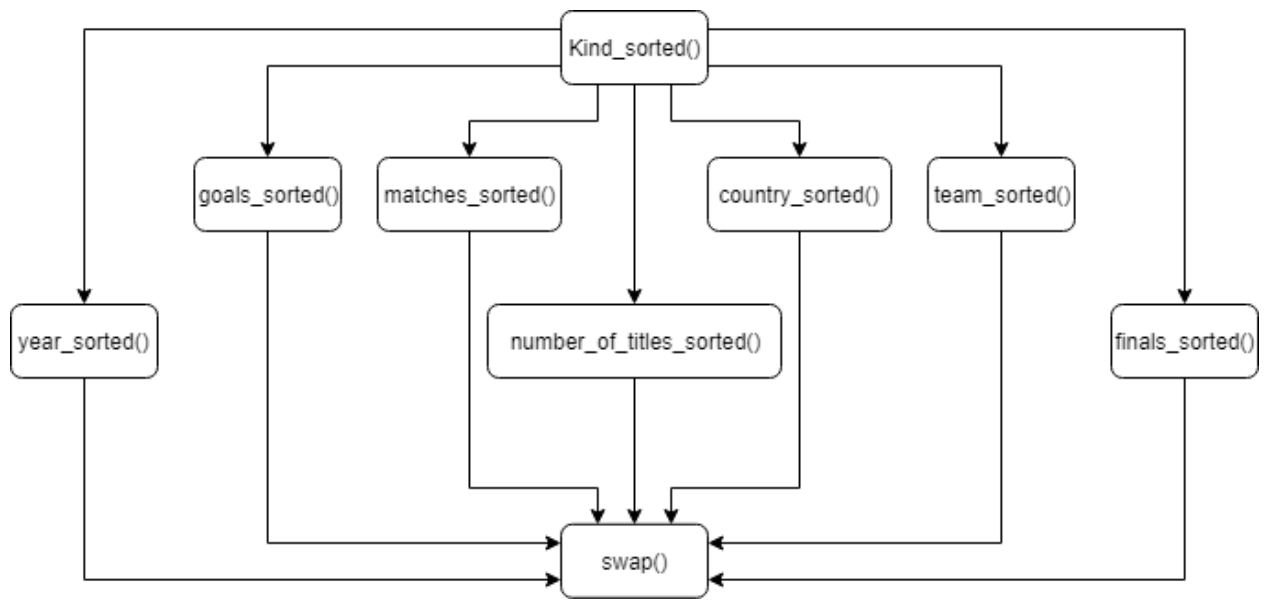 Kind_sorted()
goals_sorted()
matches_sorted()
country_sorted()
team_sorted()
year_sorted()
number_of_titles_sorted()
finals_sorted()
swap()